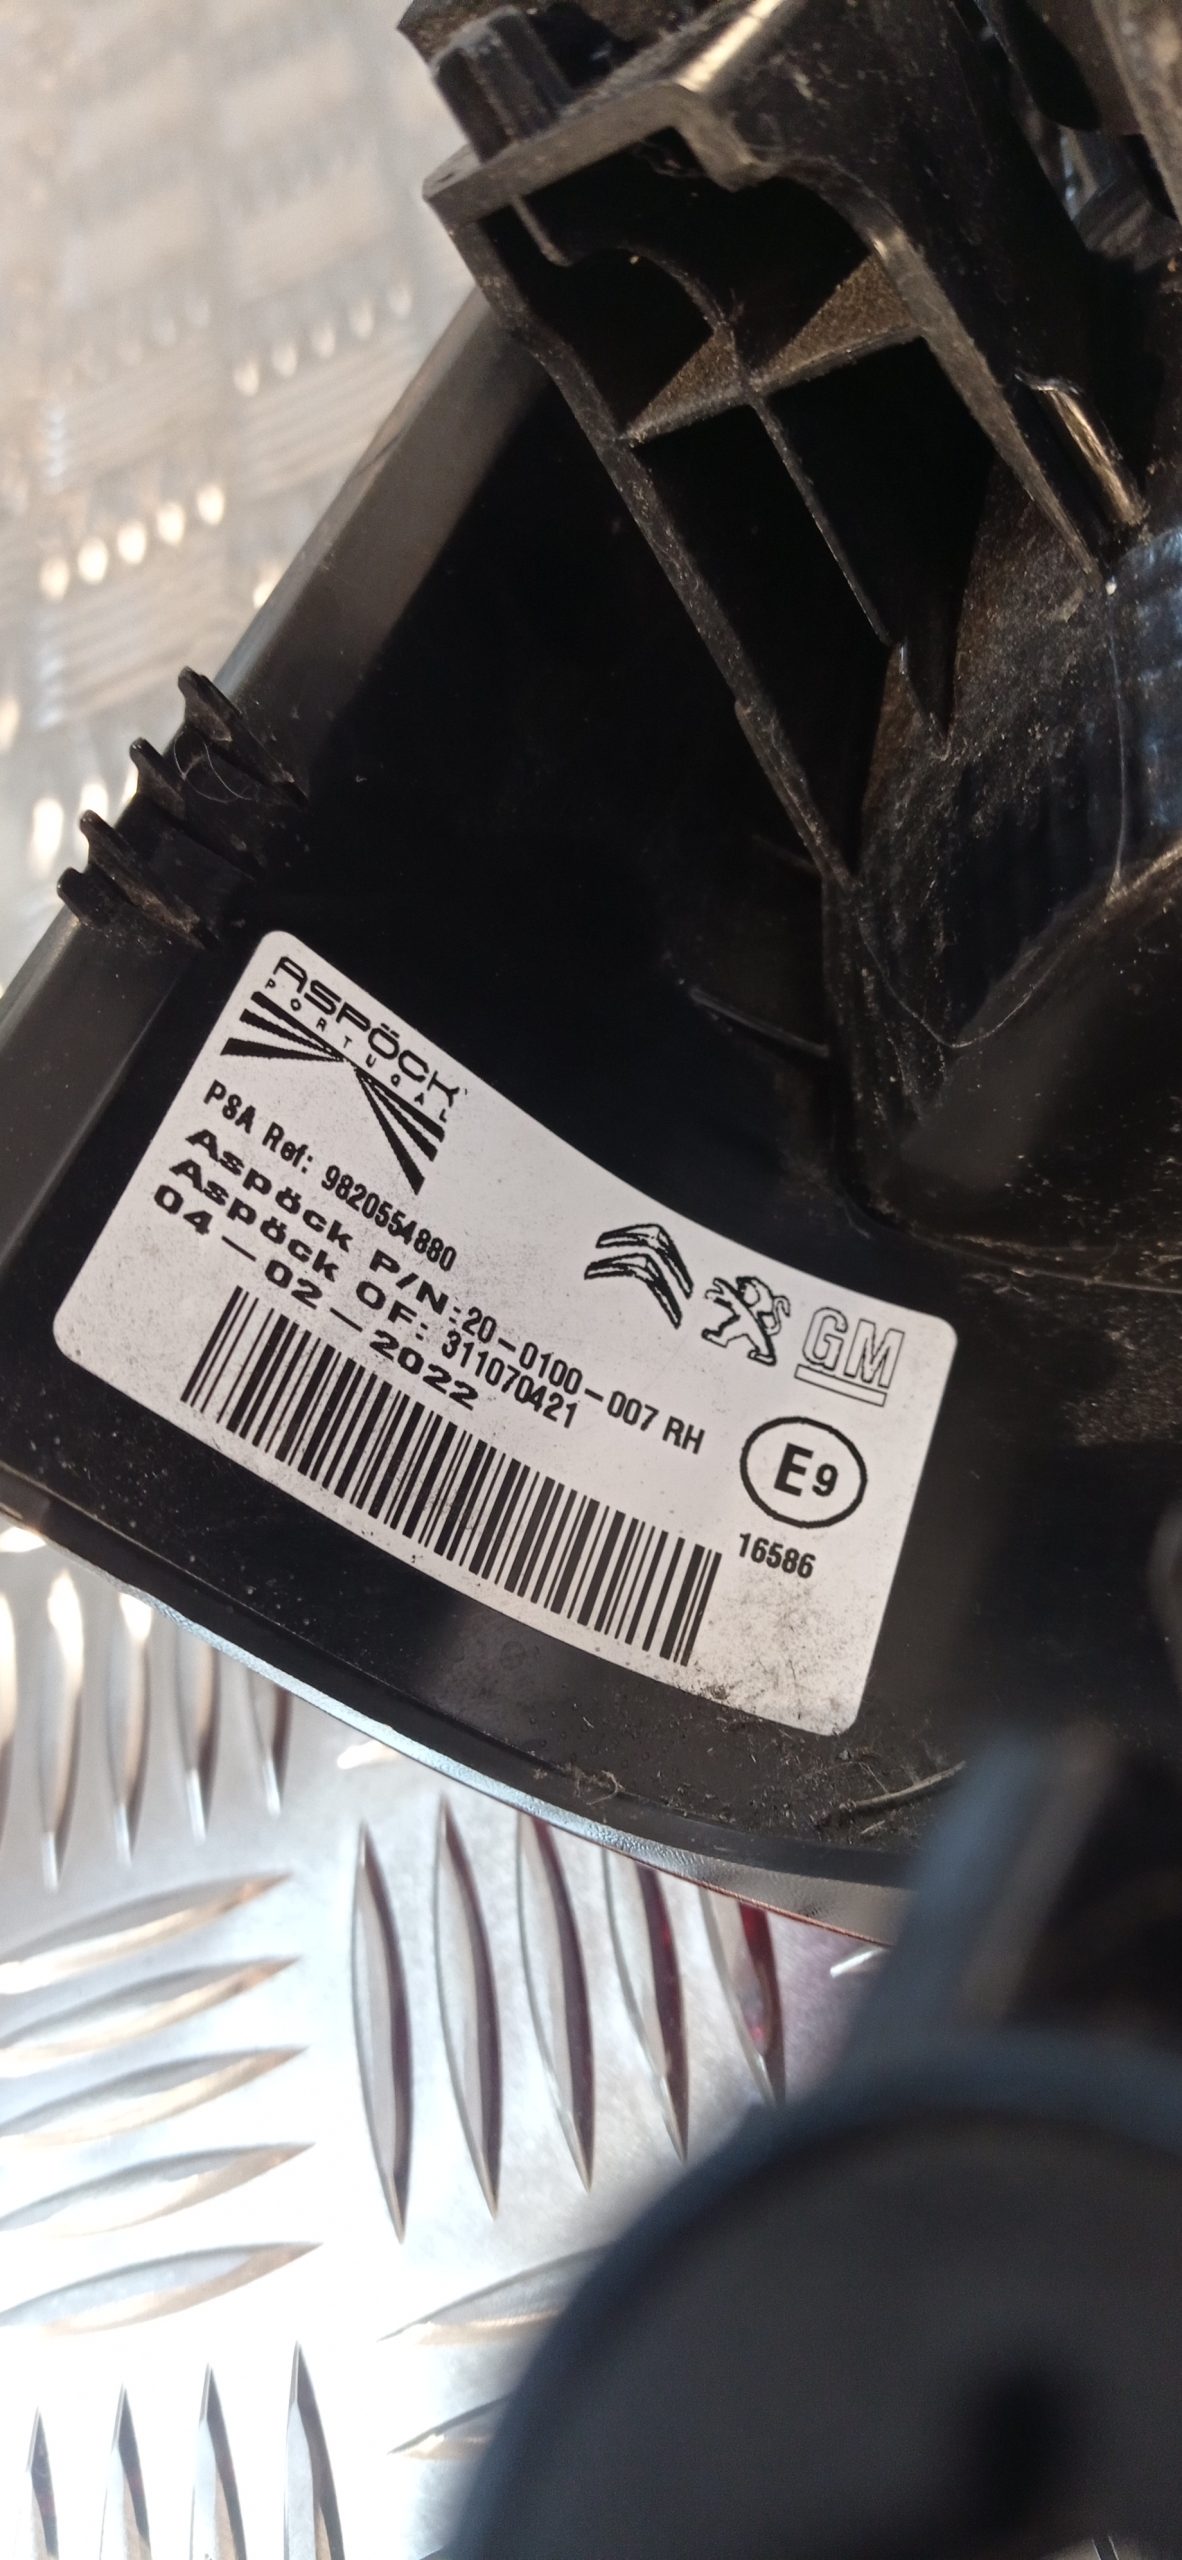 ASPÖCK
PORTUGAL
PSA Ref: 9820554880
Aspöck P/N:20-0100-007 RH
Aspöck OF: 311070421
04-02-2022
GM
E9
16586